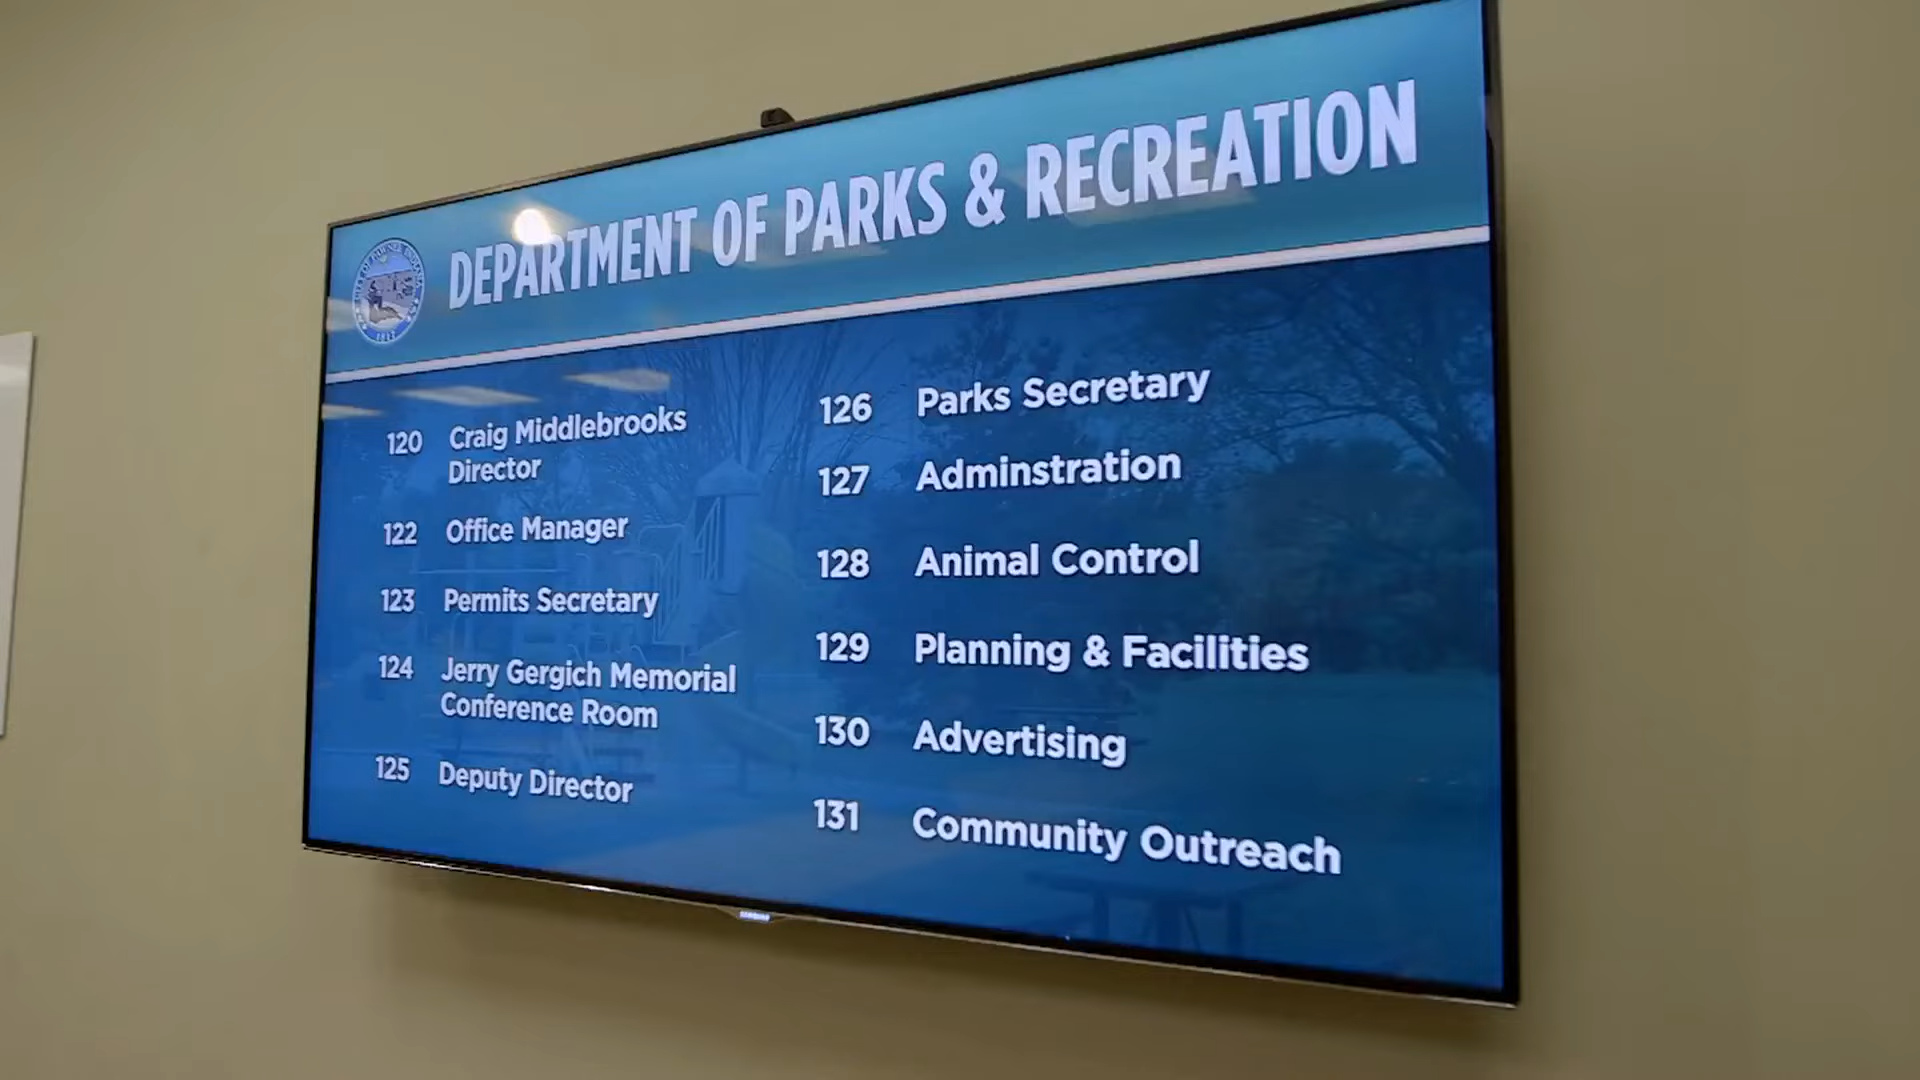 DEPARTMENT OF PARKS & RECREATION
120 Craig Middlebrooks
Director
122 Office Manager
123 Permits Secretary
124 Jerry Gergich Memorial
Conference Room
125 Deputy Director
126 Parks Secretary
127 Adminstration
128 Animal Control
129 Planning & Facilities
130 Advertising
131 Community Outreach
SAMSUNG